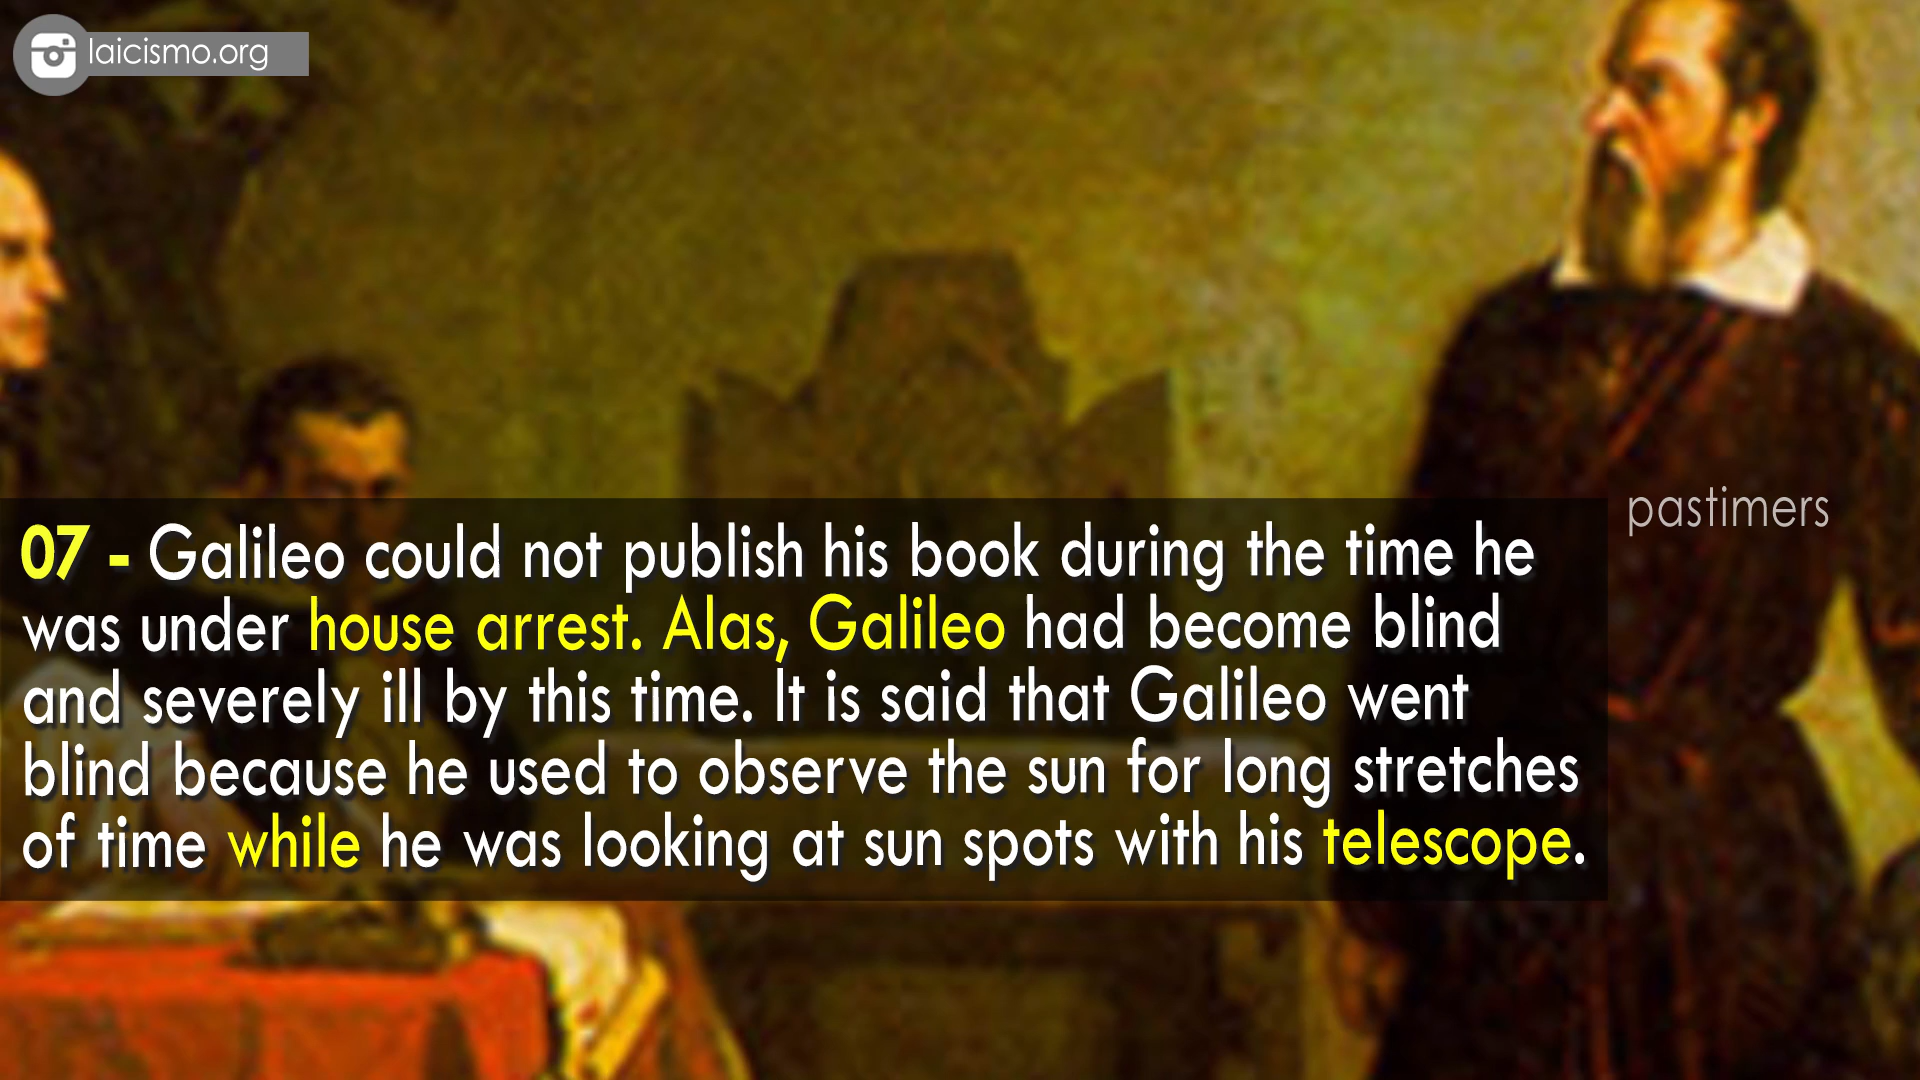 laicismo.org
pastimers
07 - Galileo could not publish his book during the time he
was under house arrest. Alas, Galileo had become blind
and severely ill by this time. It is said that Galileo went
blind because he used to observe the sun for long stretches
of time while he was looking at sun spots with his telescope.